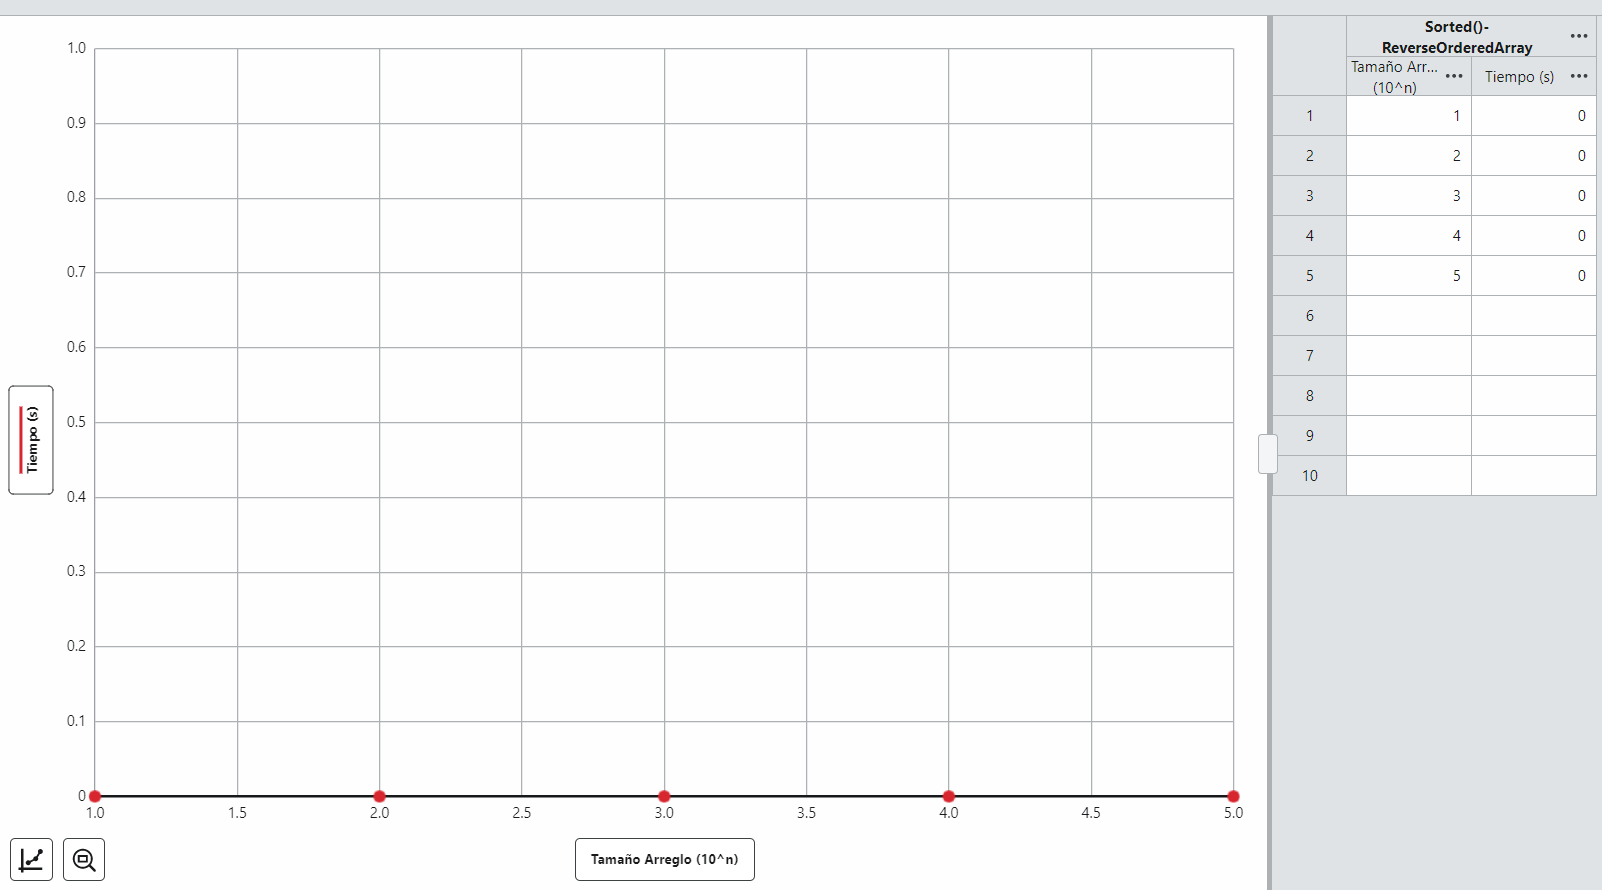 1.0
0.9
0.8
0.7
0.6
0.5
0.4
0.3
0.2
0.1
0
1.0 1.5 2.0 2.5 3.0 3.5 4.0 4.5 5.0
Tiempo (s)
Tamaño Arreglo (10^n)
Sorted()-
ReverseOrderedArray
Tamaño Arr... Tiempo (s)
(10^n)
1 1 0
2 2 0
3 3 0
4 4 0
5 5 0
6
7
8
9
10